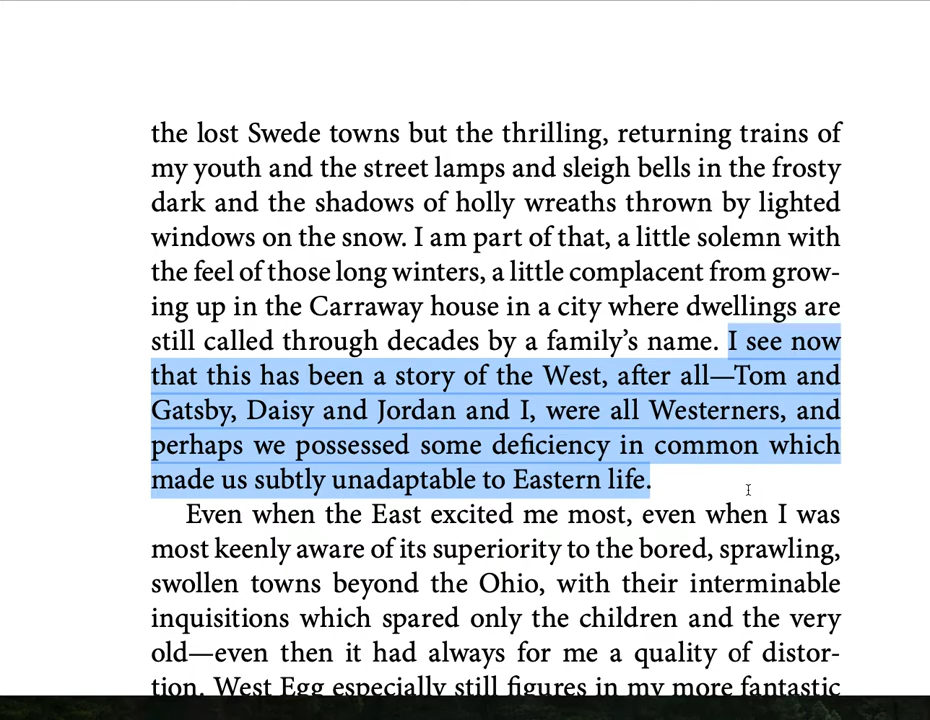 the lost Swede towns but the thrilling, returning trains of
my youth and the street lamps and sleigh bells in the frosty
dark and the shadows of holly wreaths thrown by lighted
windows on the snow. I am part of that, a little solemn with
the feel of those long winters, a little complacent from grow-
ing up in the Carraway house in a city where dwellings are
still called through decades by a family’s name. I see now
that this has been a story of the West, after all—Tom and
Gatsby, Daisy and Jordan and I, were all Westerners, and
perhaps we possessed some deficiency in common which
made us subtly unadaptable to Eastern life.
Even when the East excited me most, even when I was
most keenly aware of its superiority to the bored, sprawling,
swollen towns beyond the Ohio, with their interminable
inquisitions which spared only the children and the very
old—even then it had always for me a quality of distor-
tion. West Egg especially still figures in my more fantastic